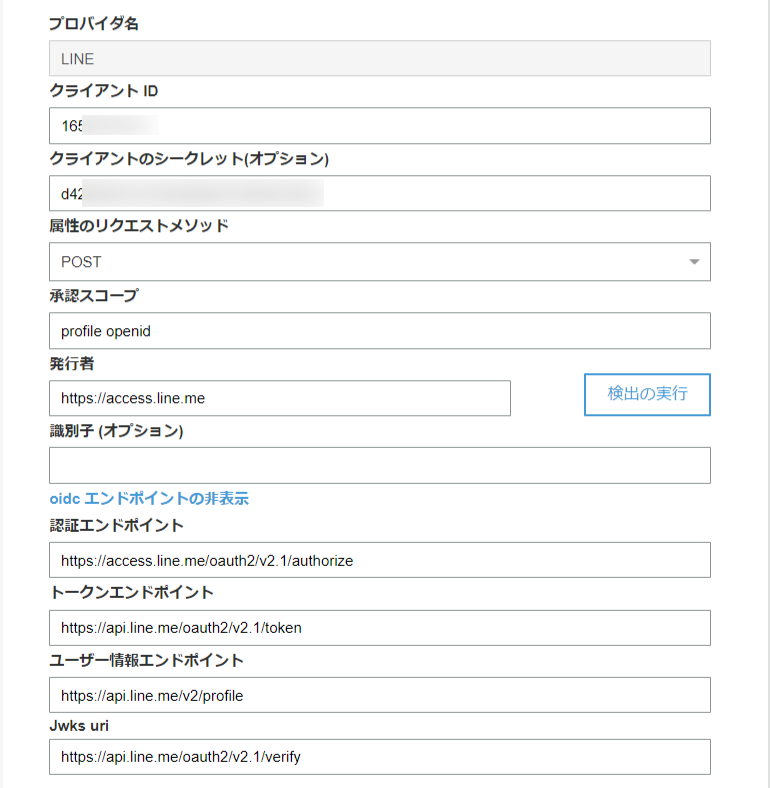 プロバイダ名
LINE
クライアント ID
165
クライアントのシークレット(オプション)
d42
属性のリクエストメソッド
POST
承認スコープ
profile openid
発行者
https://access.line.me
検出の実行
識別子 (オプション)
oidc エンドポイントの非表示
認証エンドポイント
https://access.line.me/oauth2/v2.1/authorize
トークンエンドポイント
https://api.line.me/oauth2/v2.1/token
ユーザー情報エンドポイント
https://api.line.me/v2/profile
Jwks uri
https://api.line.me/oauth2/v2.1/verify